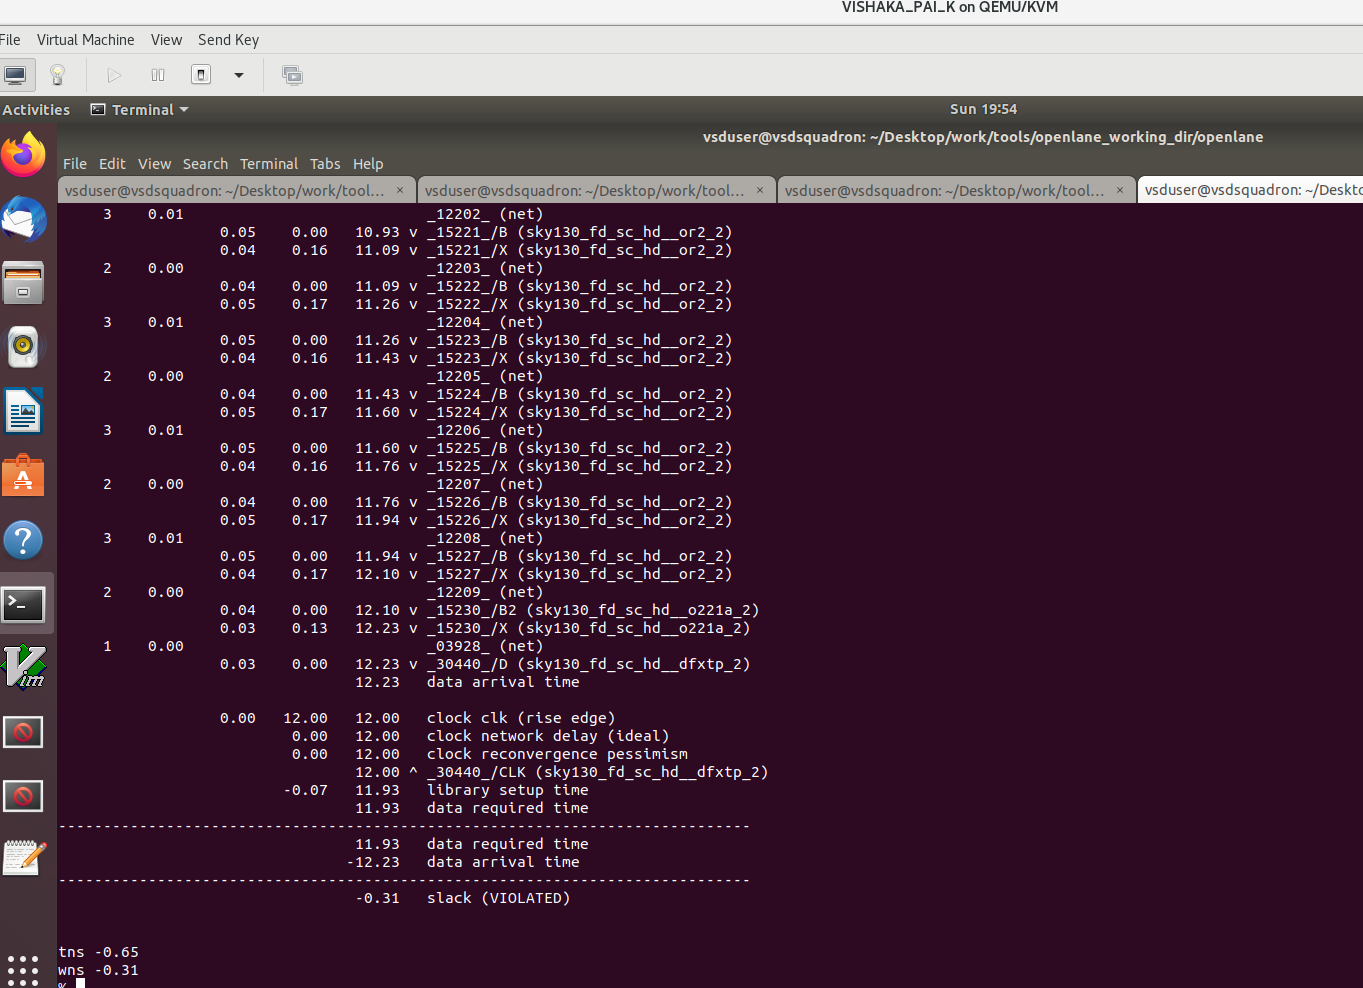 VISHAKA_PAI_K on QEMU/KVM
File Virtual Machine View Send Key
Activities Terminal Sun 19:54
vsduser@vsdsquadron: ~/Desktop/work/tools/openlane_working_dir/openlane
File Edit View Search Terminal Tabs Help
vsduser@vsdsquadron: ~/Desktop/work/tool... × vsduser@vsdsquadron: ~/Desktop/work/tool... × vsduser@vsdsquadron: ~/Desktop/work/tool... × vsduser@vsdsquadron: ~/Deskto
3 0.01 _12202_ (net)
0.05 0.00 10.93 v _15221_/B (sky130_fd_sc_hd__or2_2)
0.04 0.16 11.09 v _15221_/X (sky130_fd_sc_hd__or2_2)
2 0.00 _12203_ (net)
0.04 0.00 11.09 v _15222_/B (sky130_fd_sc_hd__or2_2)
0.05 0.17 11.26 v _15222_/X (sky130_fd_sc_hd__or2_2)
3 0.01 _12204_ (net)
0.05 0.00 11.26 v _15223_/B (sky130_fd_sc_hd__or2_2)
0.04 0.16 11.43 v _15223_/X (sky130_fd_sc_hd__or2_2)
2 0.00 _12205_ (net)
0.04 0.00 11.43 v _15224_/B (sky130_fd_sc_hd__or2_2)
0.05 0.17 11.60 v _15224_/X (sky130_fd_sc_hd__or2_2)
3 0.01 _12206_ (net)
0.05 0.00 11.60 v _15225_/B (sky130_fd_sc_hd__or2_2)
0.04 0.16 11.76 v _15225_/X (sky130_fd_sc_hd__or2_2)
2 0.00 _12207_ (net)
0.04 0.00 11.76 v _15226_/B (sky130_fd_sc_hd__or2_2)
0.05 0.17 11.94 v _15226_/X (sky130_fd_sc_hd__or2_2)
3 0.01 _12208_ (net)
0.05 0.00 11.94 v _15227_/B (sky130_fd_sc_hd__or2_2)
0.04 0.17 12.10 v _15227_/X (sky130_fd_sc_hd__or2_2)
2 0.00 _12209_ (net)
0.04 0.00 12.10 v _15230_/B2 (sky130_fd_sc_hd__o221a_2)
0.03 0.13 12.23 v _15230_/X (sky130_fd_sc_hd__o221a_2)
1 0.00 _03928_ (net)
0.03 0.00 12.23 v _30440_/D (sky130_fd_sc_hd__dfxtp_2)
12.23 data arrival time
0.00 12.00 12.00 clock clk (rise edge)
0.00 12.00 clock network delay (ideal)
0.00 12.00 clock reconvergence pessimism
12.00 ^ _30440_/CLK (sky130_fd_sc_hd__dfxtp_2)
-0.07 11.93 library setup time
11.93 data required time
-----------------------------------------------------------------------------
11.93 data required time
-12.23 data arrival time
-----------------------------------------------------------------------------
-0.31 slack (VIOLATED)
tns -0.65
wns -0.31
%